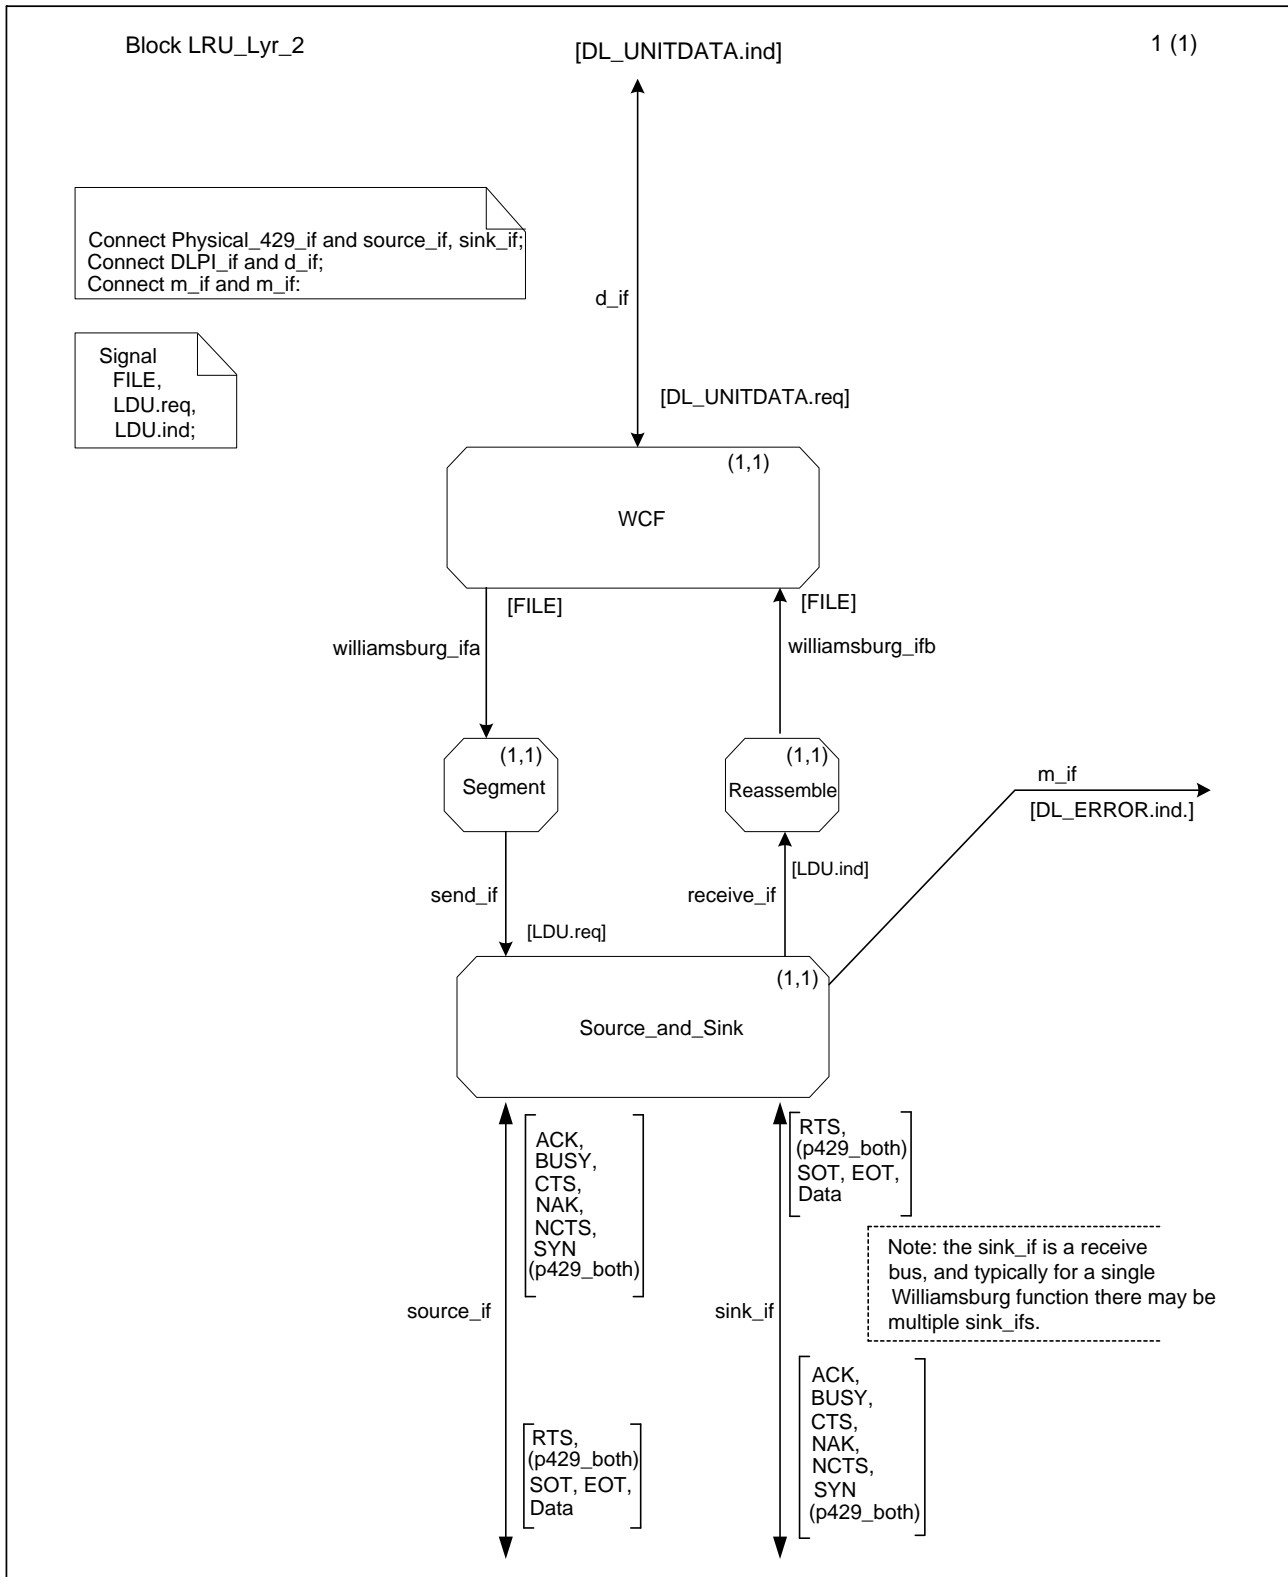 Block LRU_Lyr_2
[DL_UNITDATA.ind]
1 (1)
Connect Physical_429_if and source_if, sink_if;
Connect DLPI_if and d_if;
Connect m_if and m_if:
d_if
Signal
FILE,
LDU.req,
LDU.ind;
[DL_UNITDATA.req]
(1,1)
WCF
[FILE]
[FILE]
williamsburg_ifa
williamsburg_ifb
(1,1)
Segment
(1,1)
Reassemble
m_if
[DL_ERROR.ind.]
[LDU.ind]
send_if
receive_if
[LDU.req]
(1,1)
Source_and_Sink
ACK,
BUSY,
CTS,
NAK,
NCTS,
SYN
(p429_both)
RTS,
(p429_both)
SOT, EOT,
Data
Note: the sink_if is a receive
bus, and typically for a single
Williamsburg function there may be
multiple sink_ifs.
source_if
sink_if
RTS,
(p429_both)
SOT, EOT,
Data
ACK,
BUSY,
CTS,
NAK,
NCTS,
SYN
(p429_both)